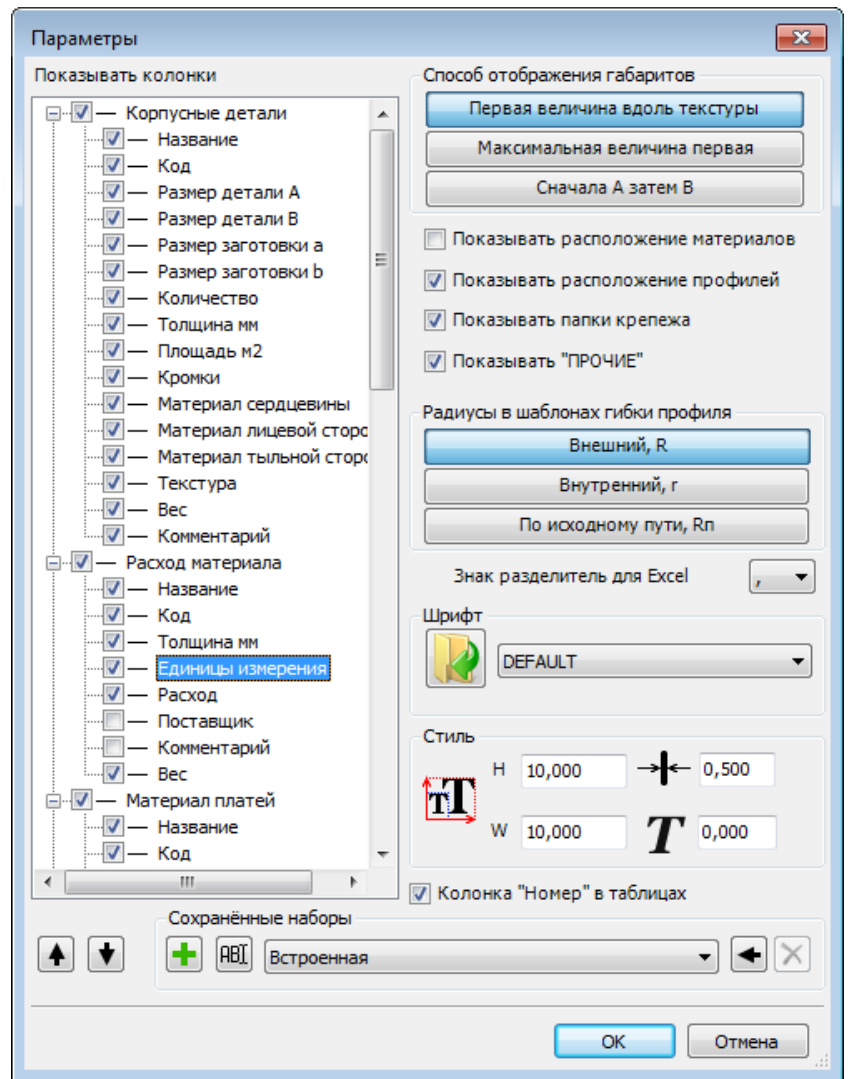 Параметры
Показывать колонки
Корпусные детали
Название
Код
Размер детали A
Размер детали B
Размер заготовки a
Размер заготовки b
Количество
Толщина мм
Площадь м2
Кромки
Материал сердцевины
Материал лицевой сторо
Материал тыльной сторо
Текстура
Вес
Комментарий
Расход материала
Название
Код
Толщина мм
Единицы измерения
Расход
Поставщик
Комментарий
Вес
Материал платей
Название
Код
Способ отображения габаритов
Первая величина вдоль текстуры
Максимальная величина первая
Сначала A затем B
Показывать расположение материалов
Показывать расположение профилей
Показывать папки крепежа
Показывать "ПРОЧИЕ"
Радиусы в шаблонах гибки профиля
Внешний, R
Внутренний, r
По исходному пути, Rп
Знак разделитель для Excel ,
Шрифт
DEFAULT
Стиль
H 10,000 0,500
W 10,000 T 0,000
TT
Колонка "Номер" в таблицах
Сохранённые наборы
ABI Встроенная
OK Отмена